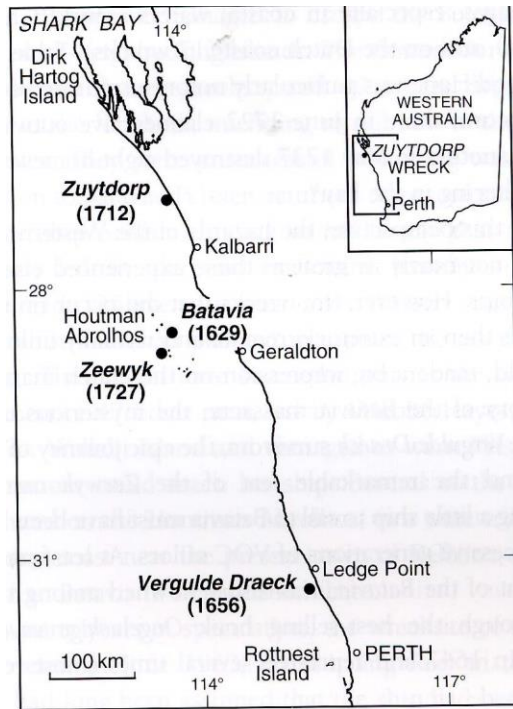 SHARK BAY
114°
Dirk
Hartog
Island
WESTERN
AUSTRALIA
ZUYTDORP
WRECK
Perth
Zuytdorp
(1712)
Kalbarri
28°
Houtman
Abrolhos
Batavia
(1629)
Geraldton
Zeewyk
(1727)
31°
Ledge Point
Vergulde Draeck
(1656)
100 km
Rottnest
Island
PERTH
114°
117°